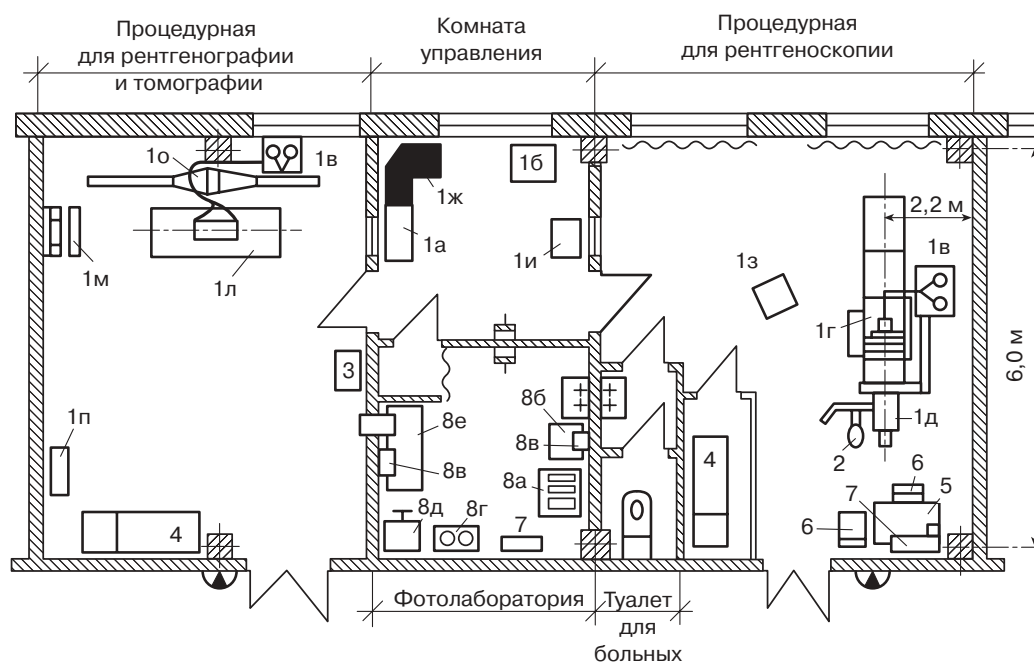 Процедурная
для рентгенографии
и томографии
Комната
управления
Процедурная
для рентгеноскопии
1о
1в
1б
1ж
1а
1и
1м
1л
1з
2,2 м
1в
1г
6,0 м
3
8б
8е
8в
1д
1п
8в
8а
4
2
6
5
7
6
8д
8г
7
4
Фотолаборатория
Туалет
для
больных